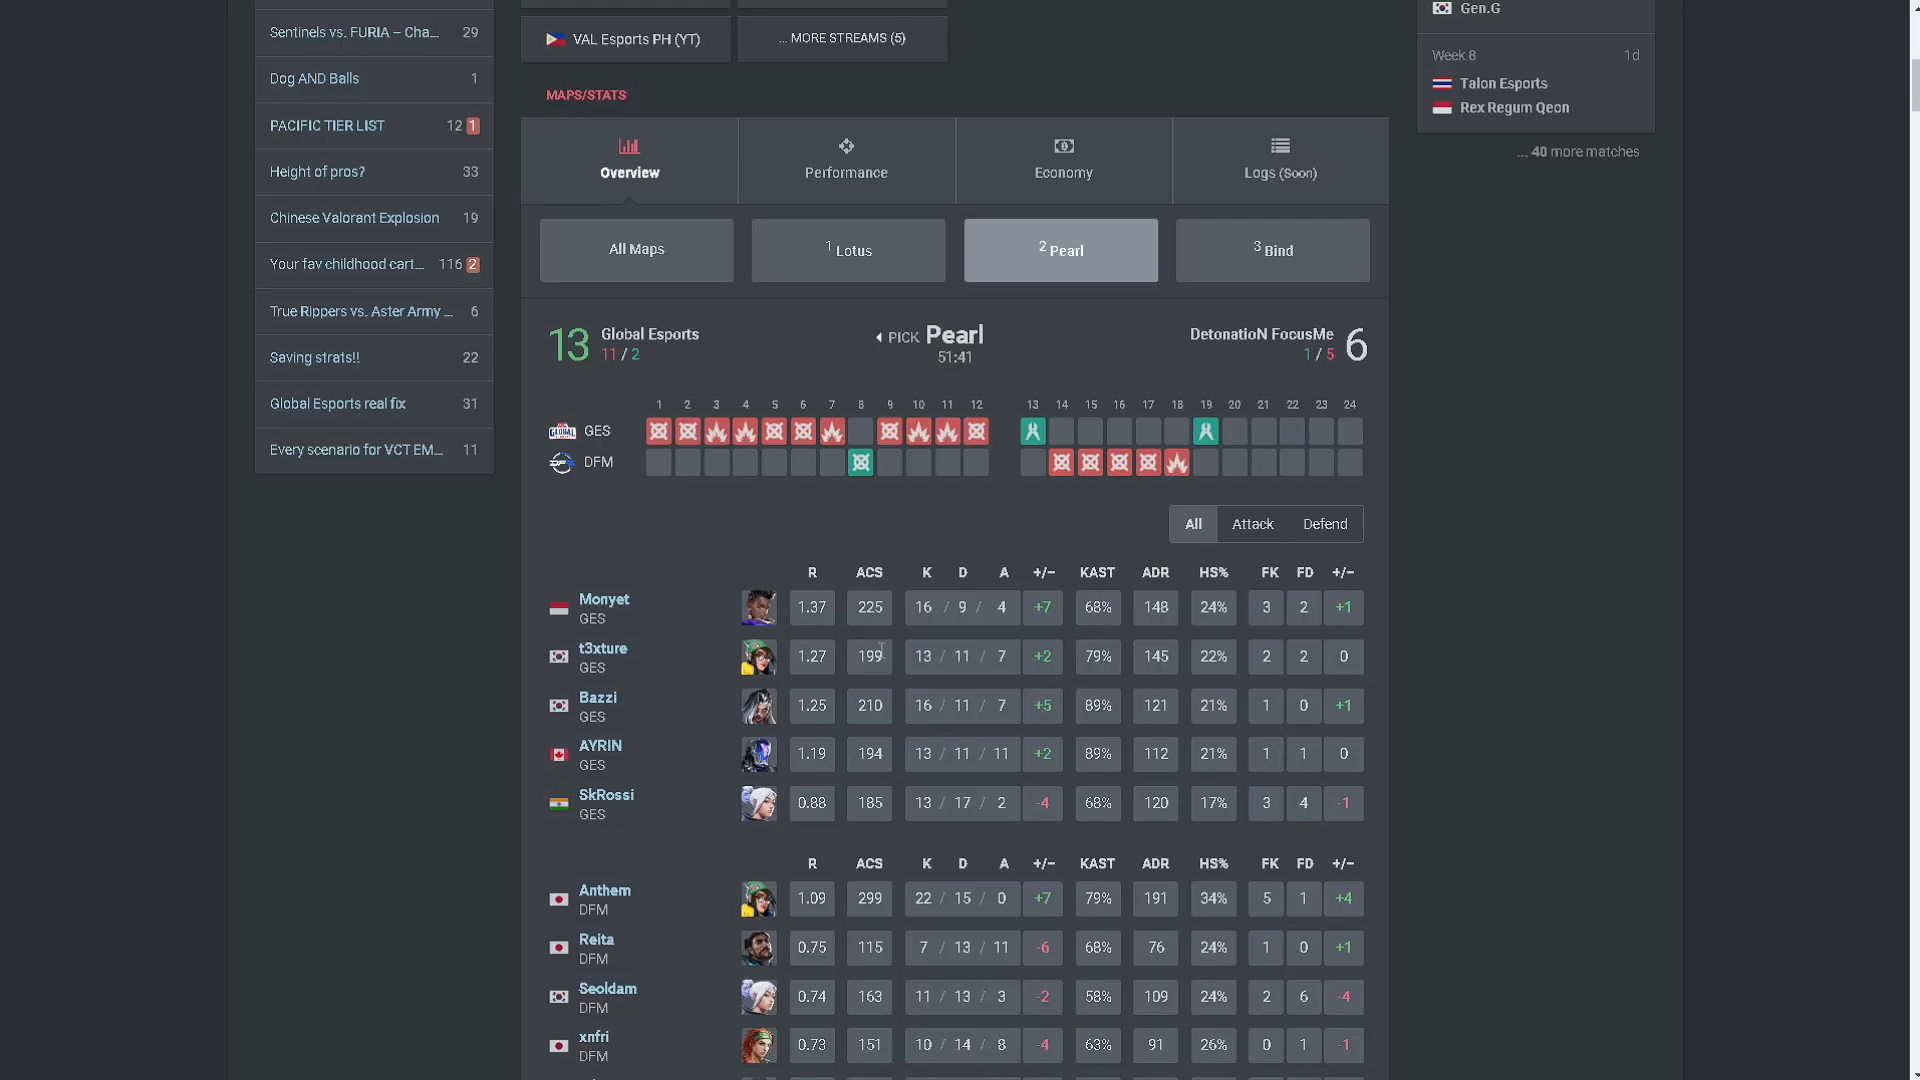 Sentinels vs. FURIA – Cha... 29
Dog AND Balls 1
PACIFIC TIER LIST 12 1
Height of pros? 33
Chinese Valorant Explosion 19
Your fav childhood cart... 116 2
True Rippers vs. Aster Army ... 6
Saving strats!! 22
Global Esports real fix 31
Every scenario for VCT EM... 11
VAL Esports PH (YT)
... MORE STREAMS (5)
MAPS/STATS
Overview Performance Economy Logs (Soon)
All Maps 1 Lotus 2 Pearl 3 Bind
13 Global Esports 11 / 2
PICK Pearl
51:41
DetonatioN FocusMe 1 / 5 6
1 2 3 4 5 6 7 8 9 10 11 12 13 14 15 16 17 18 19 20 21 22 23 24
GLOBAL GES
DFM
All Attack Defend
R ACS K D A +/– KAST ADR HS% FK FD +/–
Monyet 1.37 225 16 / 9 / 4 +7 68% 148 24% 3 2 +1
GES
t3xture 1.27 199 13 / 11 / 7 +2 79% 145 22% 2 2 0
GES
Bazzi 1.25 210 16 / 11 / 7 +5 89% 121 21% 1 0 +1
GES
AYRIN 1.19 194 13 / 11 / 11 +2 89% 112 21% 1 1 0
GES
SkRossi 0.88 185 13 / 17 / 2 -4 68% 120 17% 3 4 -1
GES
R ACS K D A +/– KAST ADR HS% FK FD +/–
Anthem 1.09 299 22 / 15 / 0 +7 79% 191 34% 5 1 +4
DFM
Reita 0.75 115 7 / 13 / 11 -6 68% 76 24% 1 0 +1
DFM
Seoldam 0.74 163 11 / 13 / 3 -2 58% 109 24% 2 6 -4
DFM
xnfri 0.73 151 10 / 14 / 8 -4 63% 91 26% 0 1 -1
DFM
Gen.G
Week 8 1d
Talon Esports
Rex Regum Qeon
... 40 more matches